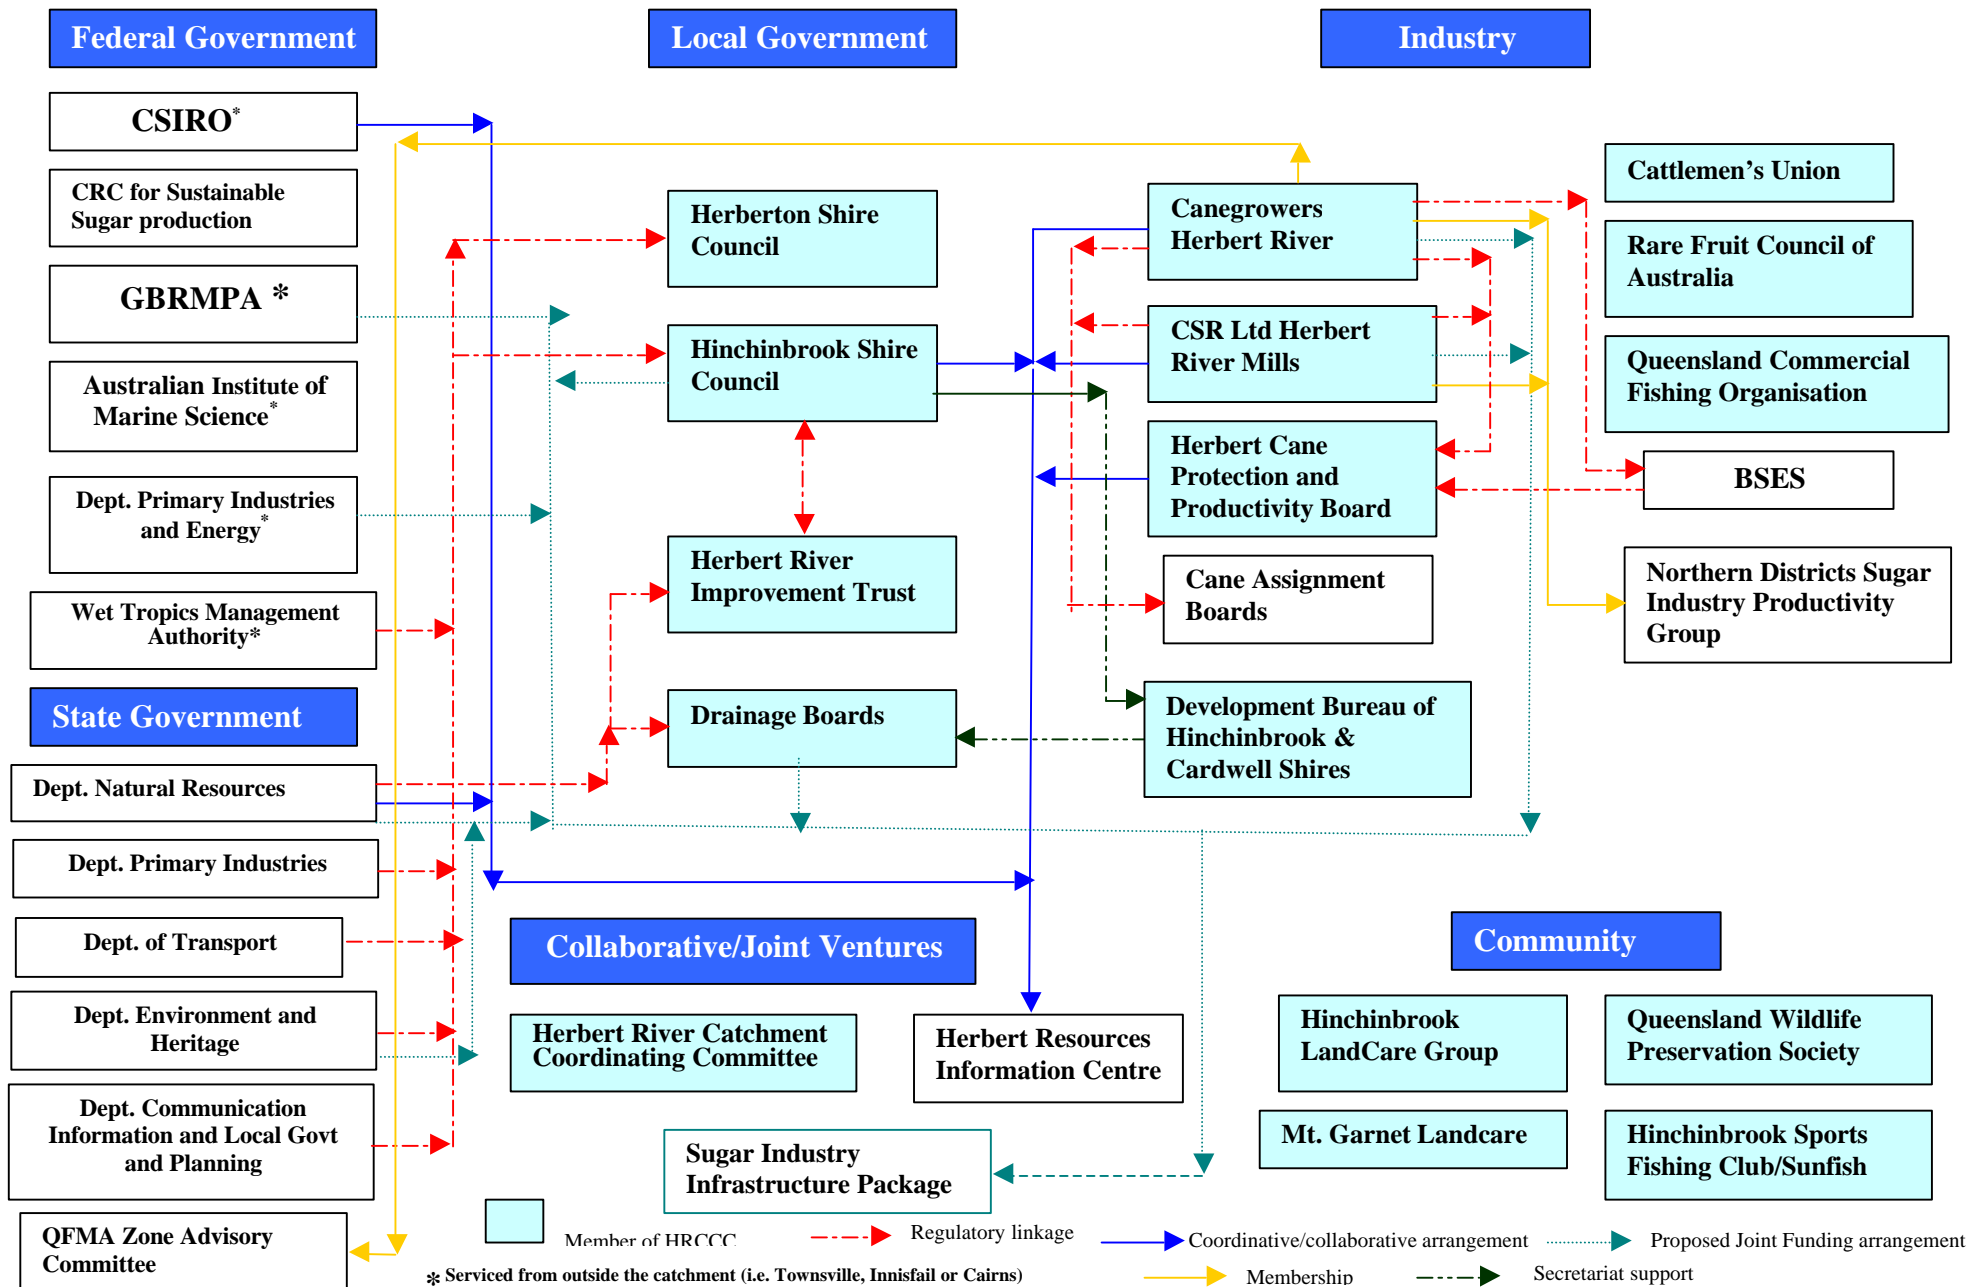 Federal Government
Local Government
Industry
CSIRO*
CRC for Sustainable
Sugar production
GBRMPA *
Australian Institute of
Marine Science*
Dept. Primary Industries
and Energy*
Wet Tropics Management
Authority*
State Government
Dept. Natural Resources
Dept. Primary Industries
Dept. of Transport
Dept. Environment and
Heritage
Dept. Communication
Information and Local Govt
and Planning
QFMA Zone Advisory
Committee
Herberton Shire
Council
Hinchinbrook Shire
Council
Herbert River
Improvement Trust
Drainage Boards
Canegrowers
Herbert River
CSR Ltd Herbert
River Mills
Herbert Cane
Protection and
Productivity Board
Cane Assignment
Boards
Development Bureau of
Hinchinbrook &
Cardwell Shires
Cattlemen's Union
Rare Fruit Council of
Australia
Queensland Commercial
Fishing Organisation
BSES
Northern Districts Sugar
Industry Productivity
Group
Collaborative/Joint Ventures
Herbert River Catchment
Coordinating Committee
Herbert Resources
Information Centre
Sugar Industry
Infrastructure Package
Community
Hinchinbrook
LandCare Group
Queensland Wildlife
Preservation Society
Mt. Garnet Landcare
Hinchinbrook Sports
Fishing Club/Sunfish
Member of HRCCC
Regulatory linkage
Coordinative/collaborative arrangement
Proposed Joint Funding arrangement
* Serviced from outside the catchment (i.e. Townsville, Innisfail or Cairns)
Membership
Secretariat support